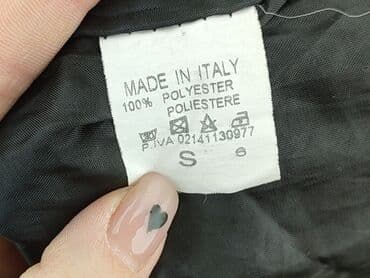 MADE IN ITALY
100% POLYESTER
POLIESTERE
P.IVA 02141130977
S 6